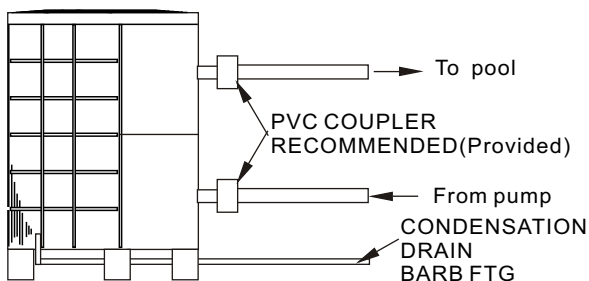 To pool
PVC COUPLER
RECOMMENDED(Provided)
From pump
CONDENSATION
DRAIN
BARB FTG